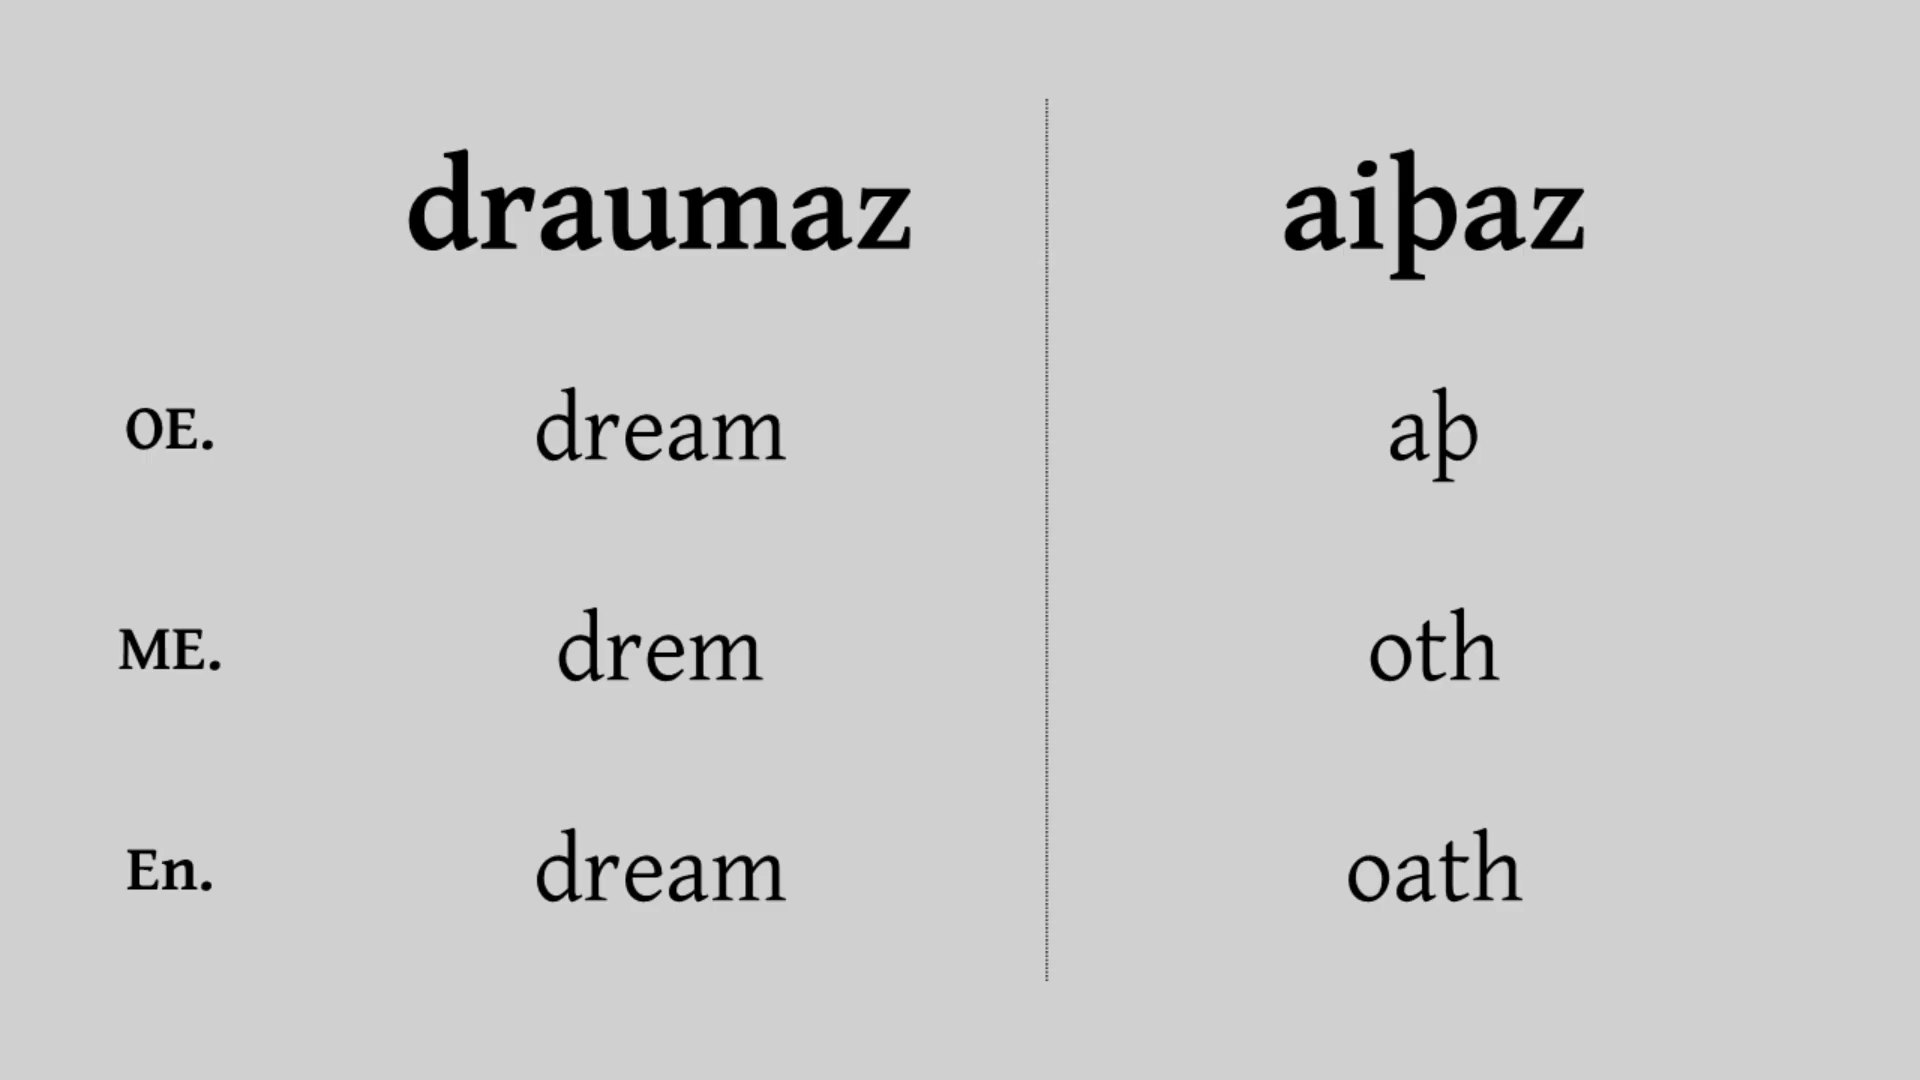 draumaz aiþaz
OE. dream aþ
ME. drem oth
En. dream oath